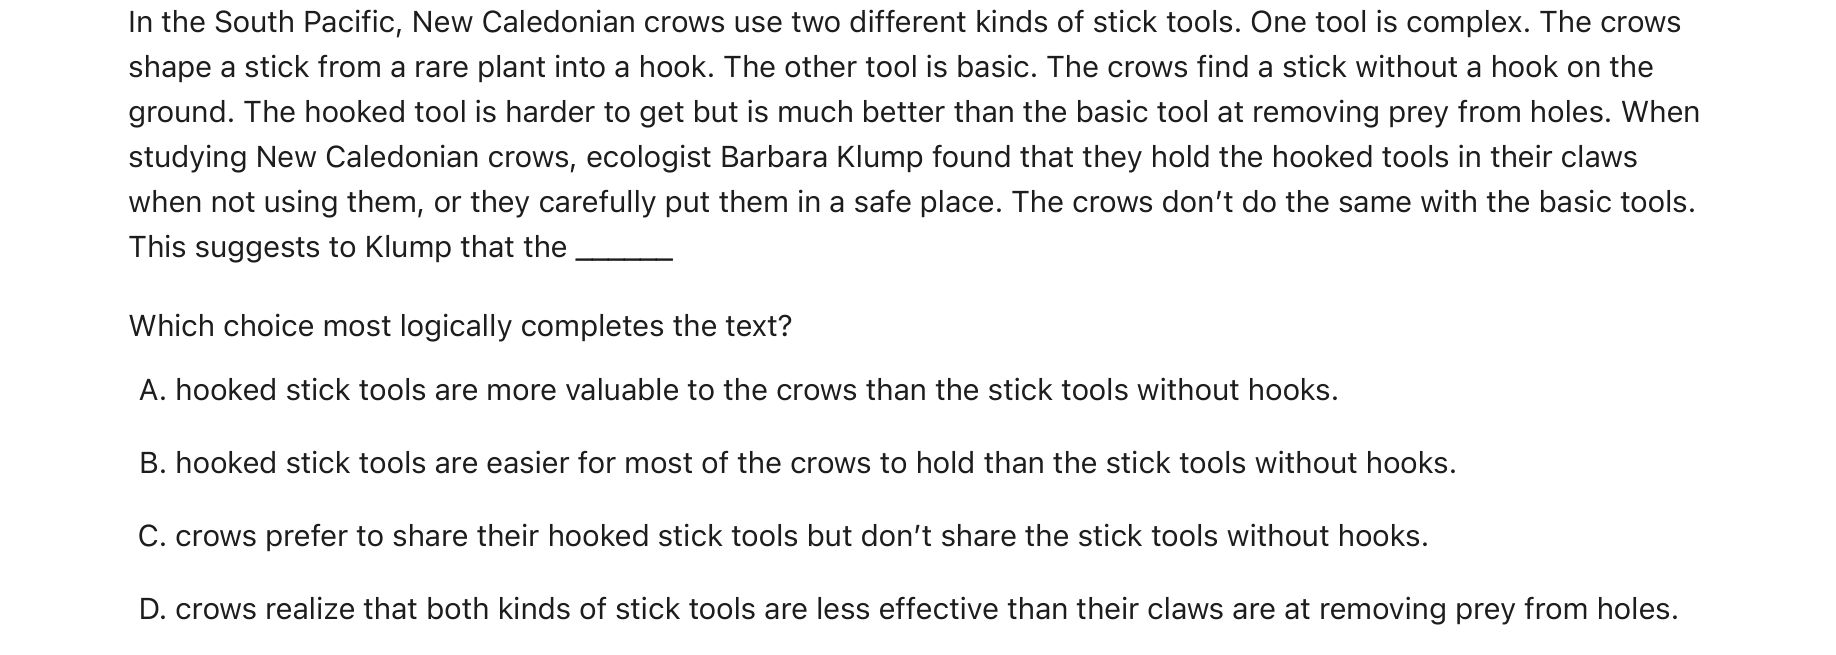 In the South Pacific, New Caledonian crows use two different kinds of stick tools. One tool is complex. The crows
shape a stick from a rare plant into a hook. The other tool is basic. The crows find a stick without a hook on the
ground. The hooked tool is harder to get but is much better than the basic tool at removing prey from holes. When
studying New Caledonian crows, ecologist Barbara Klump found that they hold the hooked tools in their claws
when not using them, or they carefully put them in a safe place. The crows don’t do the same with the basic tools.
This suggests to Klump that the ______
Which choice most logically completes the text?
A. hooked stick tools are more valuable to the crows than the stick tools without hooks.
B. hooked stick tools are easier for most of the crows to hold than the stick tools without hooks.
C. crows prefer to share their hooked stick tools but don’t share the stick tools without hooks.
D. crows realize that both kinds of stick tools are less effective than their claws are at removing prey from holes.